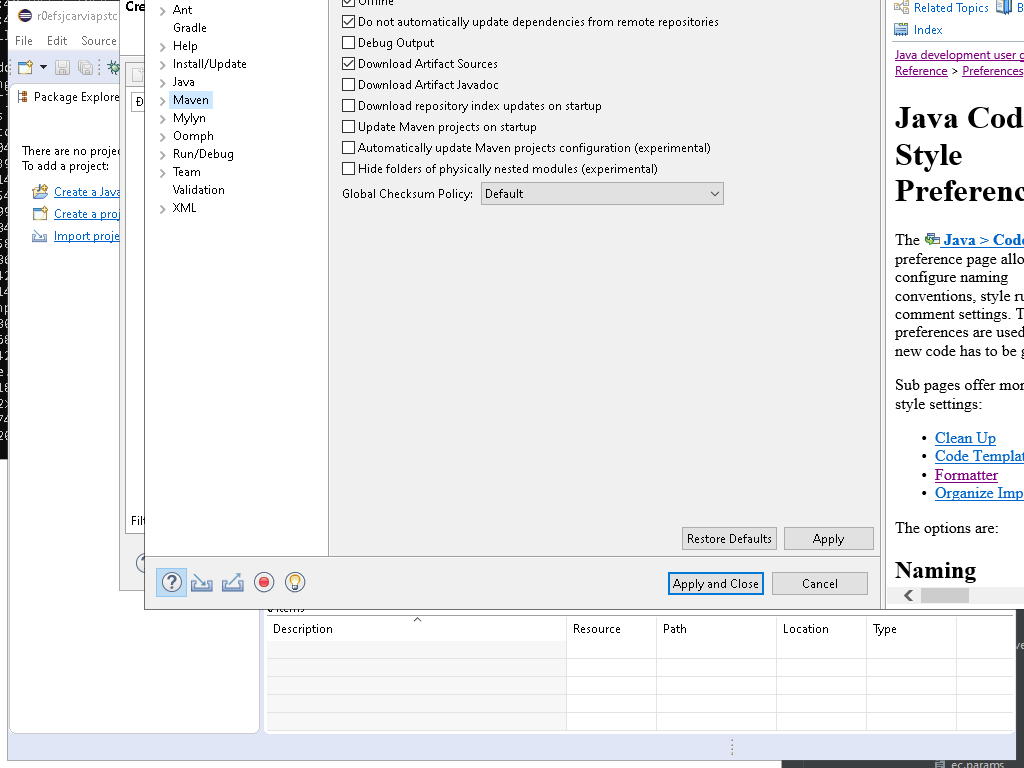 r0efsjcarviapstc
File Edit Source
Package Explore
There are no projec
To add a project:
Create a Java
Create a proj
Import proje
Cre
Filt
Ant
Gradle
Help
Install/Update
Java
Maven
Mylyn
Oomph
Run/Debug
Team
Validation
XML
Offline
Do not automatically update dependencies from remote repositories
Debug Output
Download Artifact Sources
Download Artifact Javadoc
Download repository index updates on startup
Update Maven projects on startup
Automatically update Maven projects configuration (experimental)
Hide folders of physically nested modules (experimental)
Global Checksum Policy: Default
Restore Defaults Apply
Apply and Close Cancel
Related Topics B
Index
Java development user g
Reference > Preferences
Java Cod
Style
Preferenc
The Java > Code
preference page allo
configure naming
conventions, style ru
comment settings. T
preferences are used
new code has to be g
Sub pages offer mor
style settings:
• Clean Up
• Code Templat
• Formatter
• Organize Imp
The options are:
Naming
Description Resource Path Location Type
ec.params